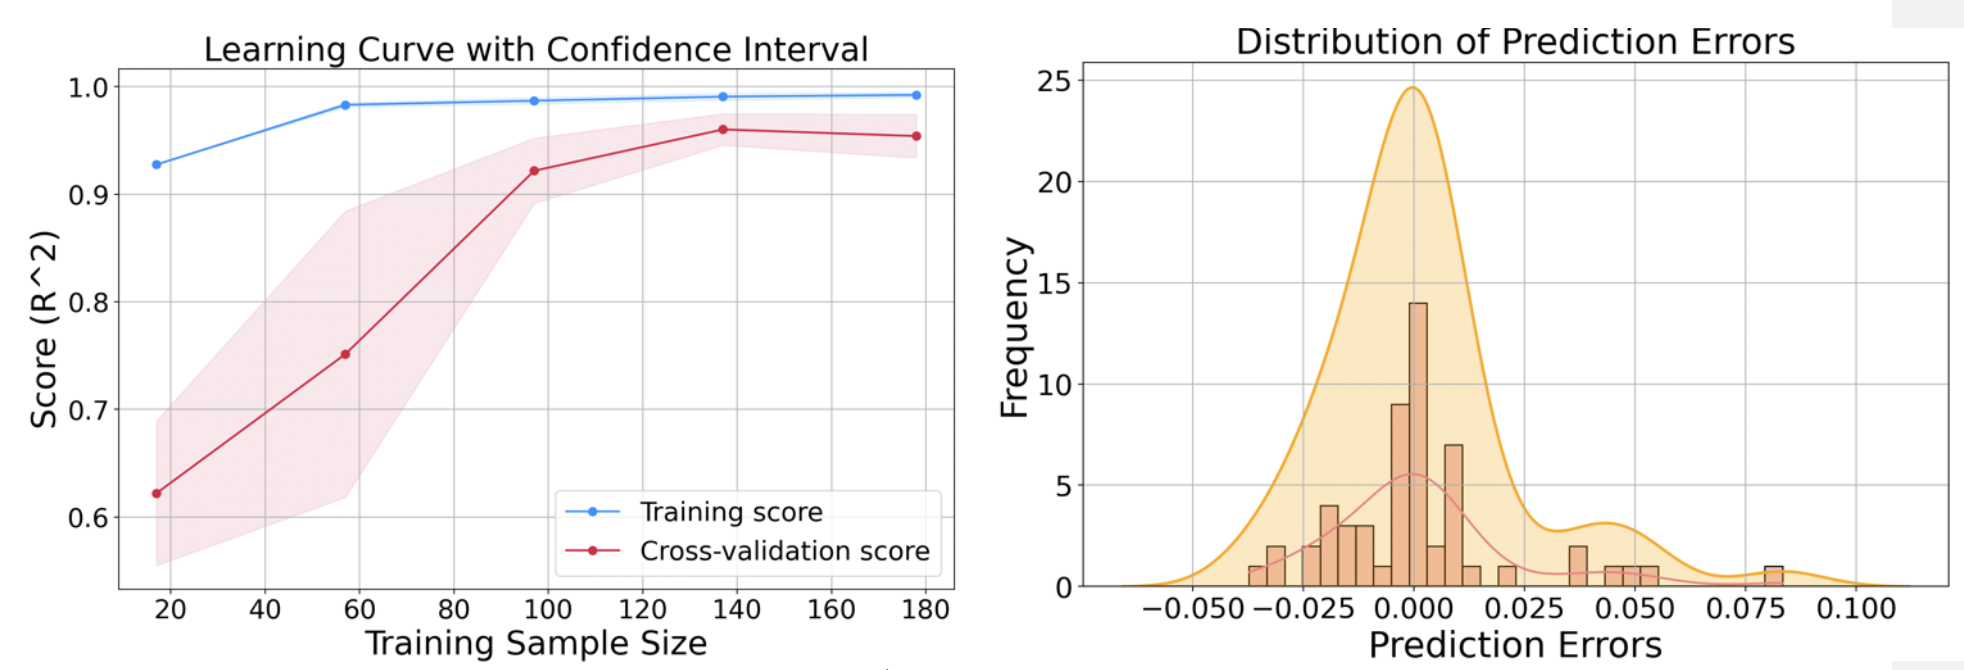 Learning Curve with Confidence Interval
1.0
0.9
0.8
0.7
0.6
Score (R^2)
Training score
Cross-validation score
20 40 60 80 100 120 140 160 180
Training Sample Size
Distribution of Prediction Errors
25
20
15
10
5
0
Frequency
−0.050 −0.025 0.000 0.025 0.050 0.075 0.100
Prediction Errors